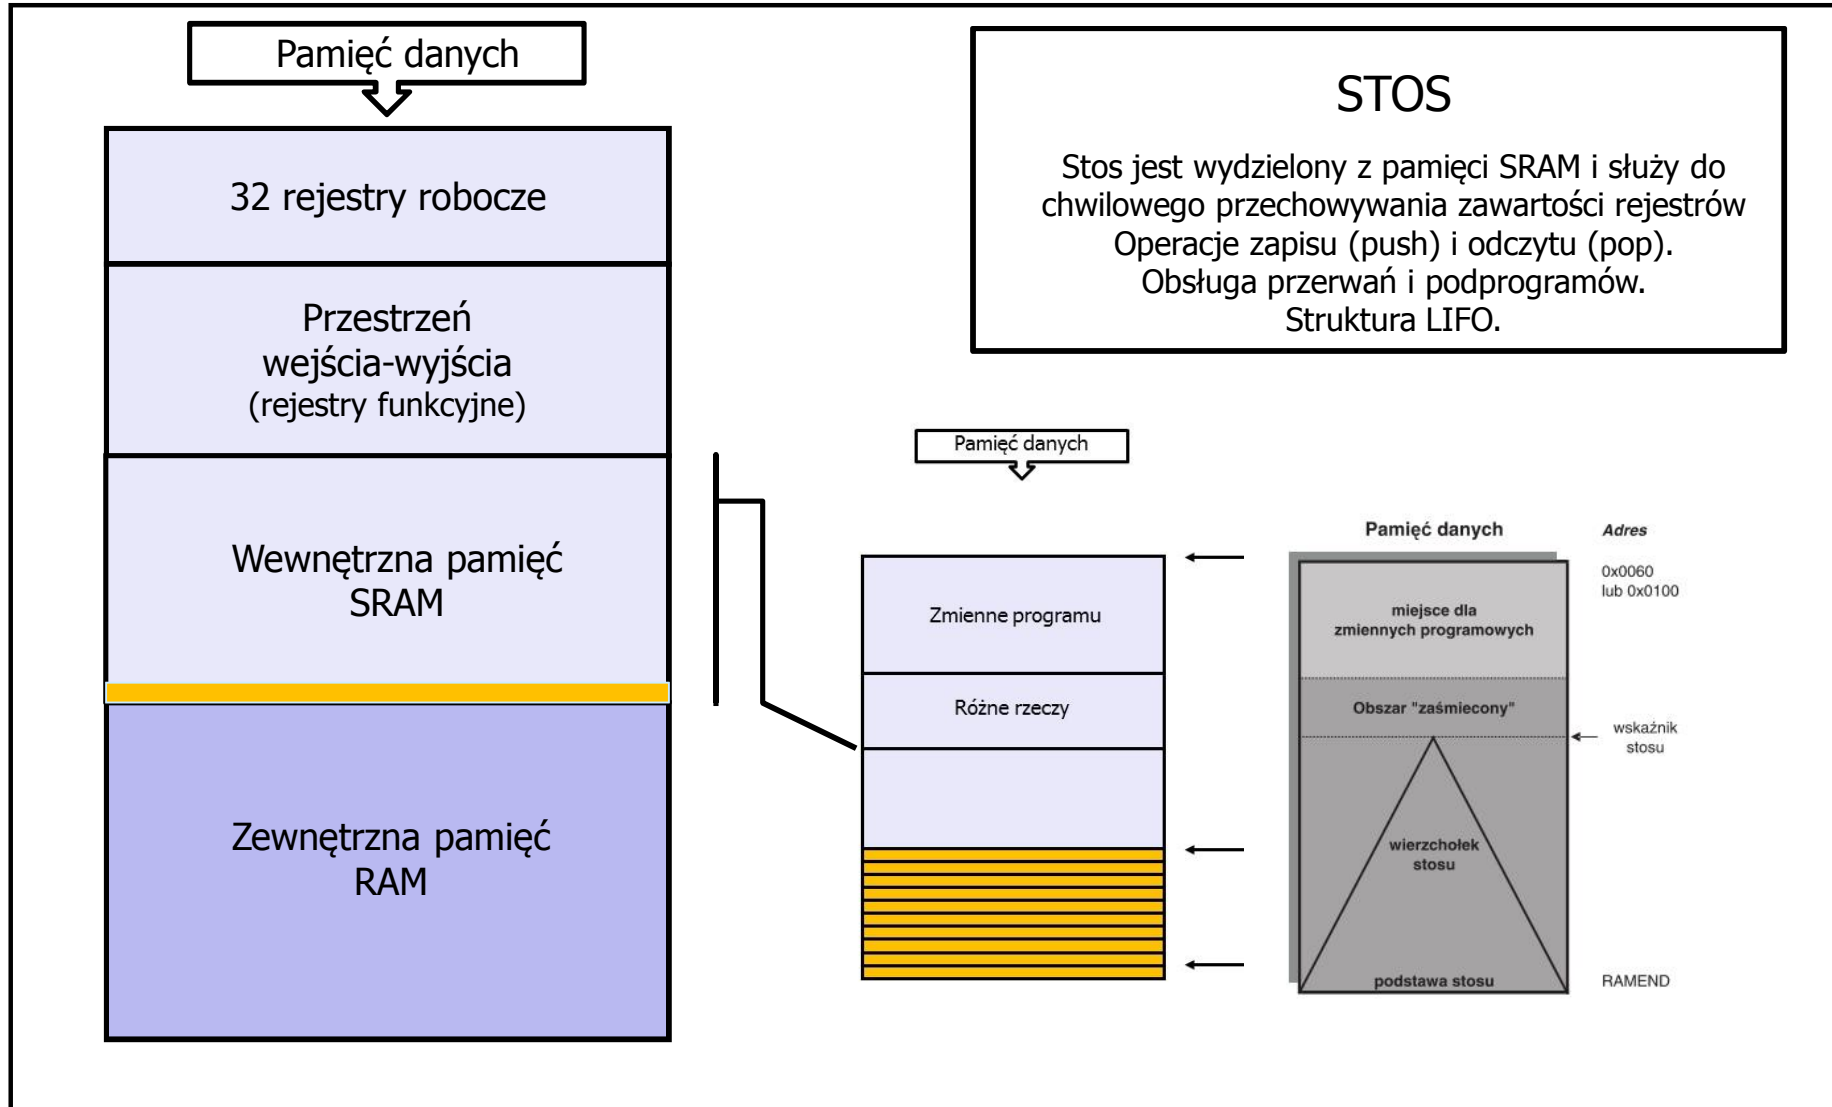 Pamięć danych
32 rejestry robocze
Przestrzeń
wejścia-wyjścia
(rejestry funkcyjne)
Wewnętrzna pamięć
SRAM
Zewnętrzna pamięć
RAM
STOS
Stos jest wydzielony z pamięci SRAM i służy do
chwilowego przechowywania zawartości rejestrów
Operacje zapisu (push) i odczytu (pop).
Obsługa przerwań i podprogramów.
Struktura LIFO.
Pamięć danych
Zmienne programu
Różne rzeczy
Pamięć danych
Adres
0x0060
lub 0x0100
miejsce dla
zmiennych programowych
Obszar "zaśmiecony"
wskaźnik
stosu
wierzchołek
stosu
podstawa stosu
RAMEND